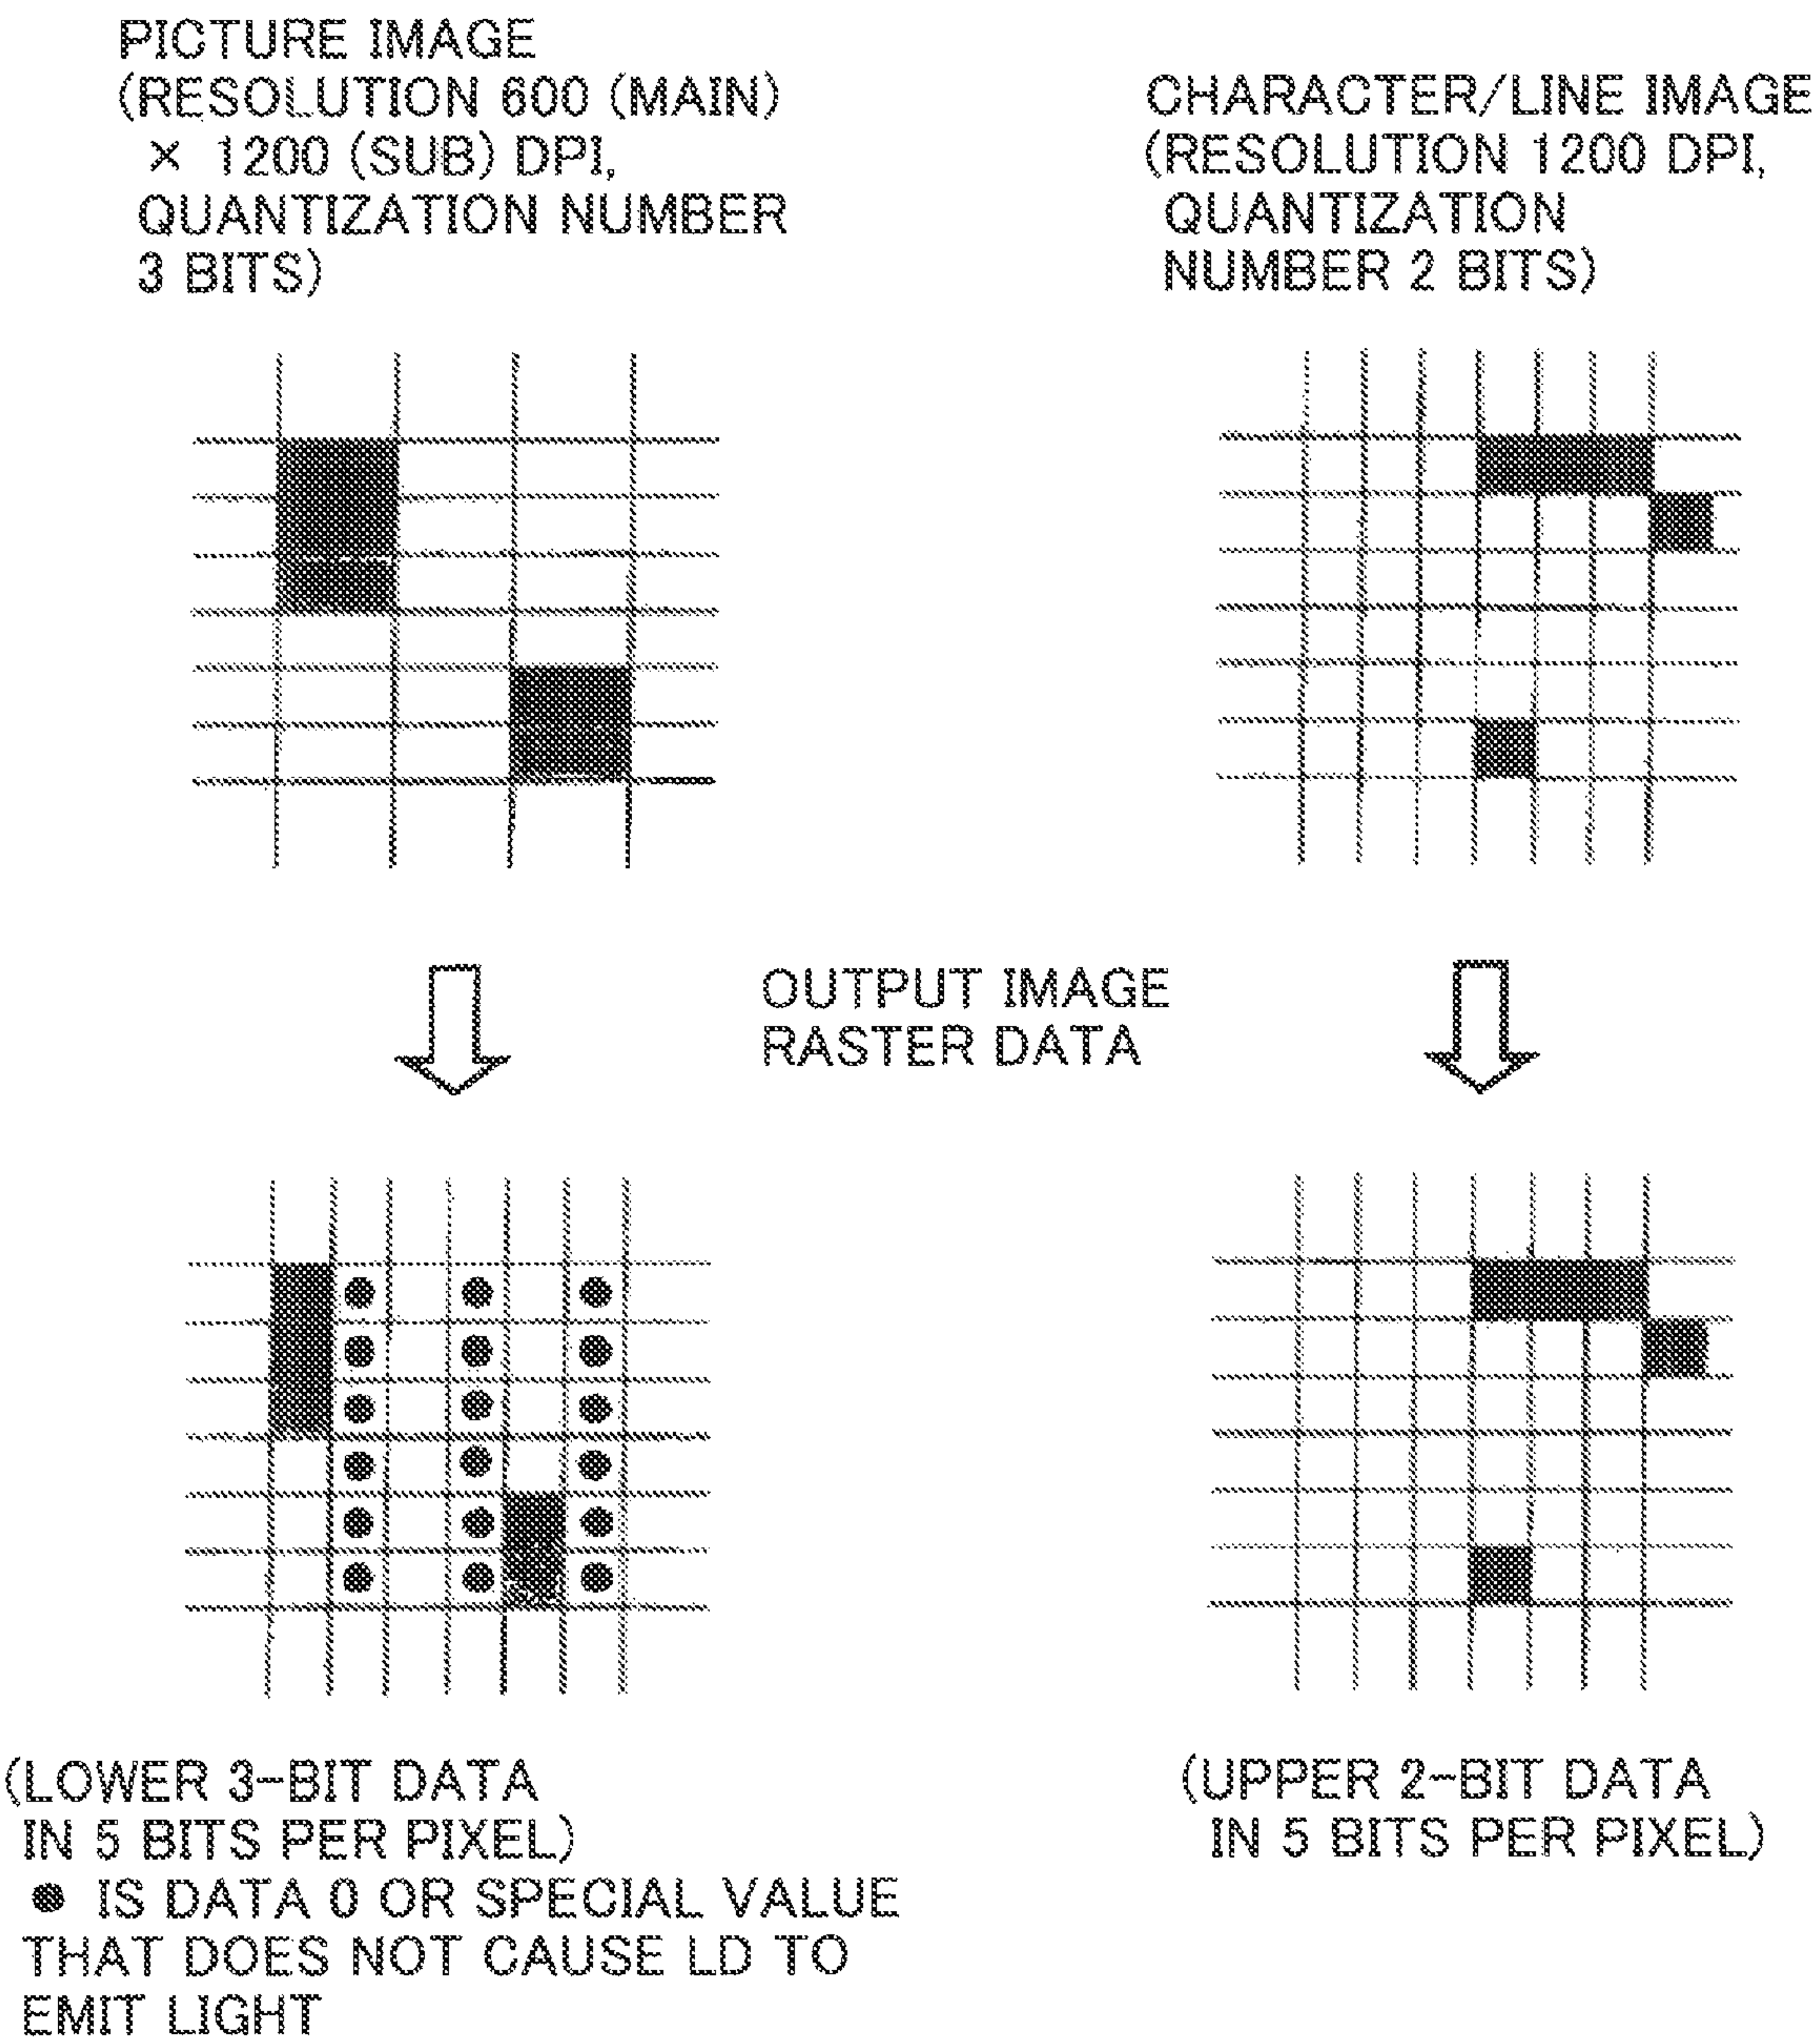 PICTURE IMAGE
(RESOLUTION 600 (MAIN)
× 1200 (SUB) DPI,
QUANTIZATION NUMBER
3 BITS)
CHARACTER/LINE IMAGE
(RESOLUTION 1200 DPI,
QUANTIZATION
NUMBER 2 BITS)
OUTPUT IMAGE
RASTER DATA
(LOWER 3-BIT DATA
IN 5 BITS PER PIXEL)
● IS DATA 0 OR SPECIAL VALUE
THAT DOES NOT CAUSE LD TO
EMIT LIGHT
(UPPER 2-BIT DATA
IN 5 BITS PER PIXEL)